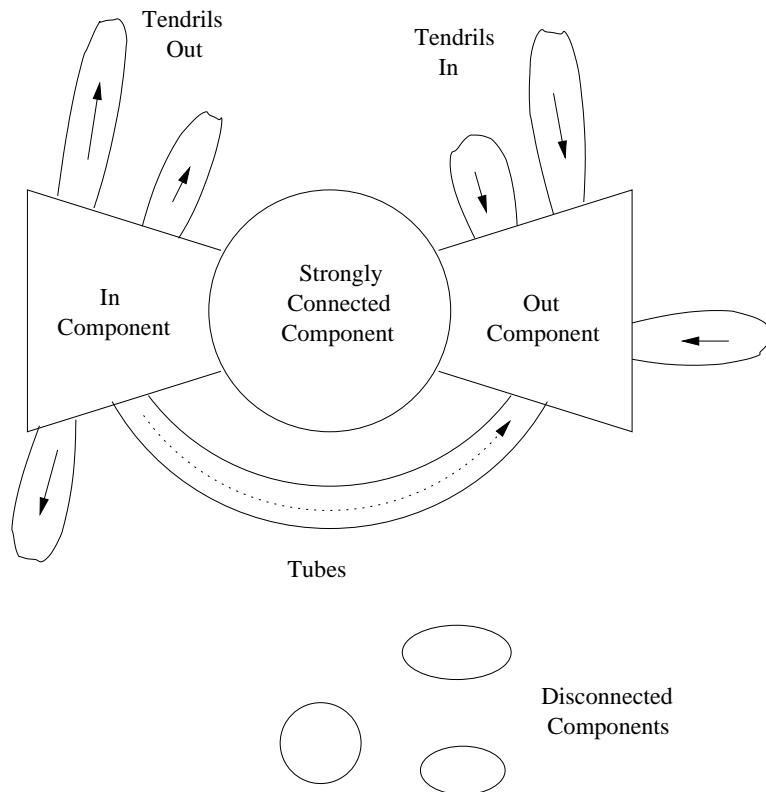 Tendrils
Out
Tendrils
In
In
Component
Strongly
Connected
Component
Out
Component
Tubes
Disconnected
Components